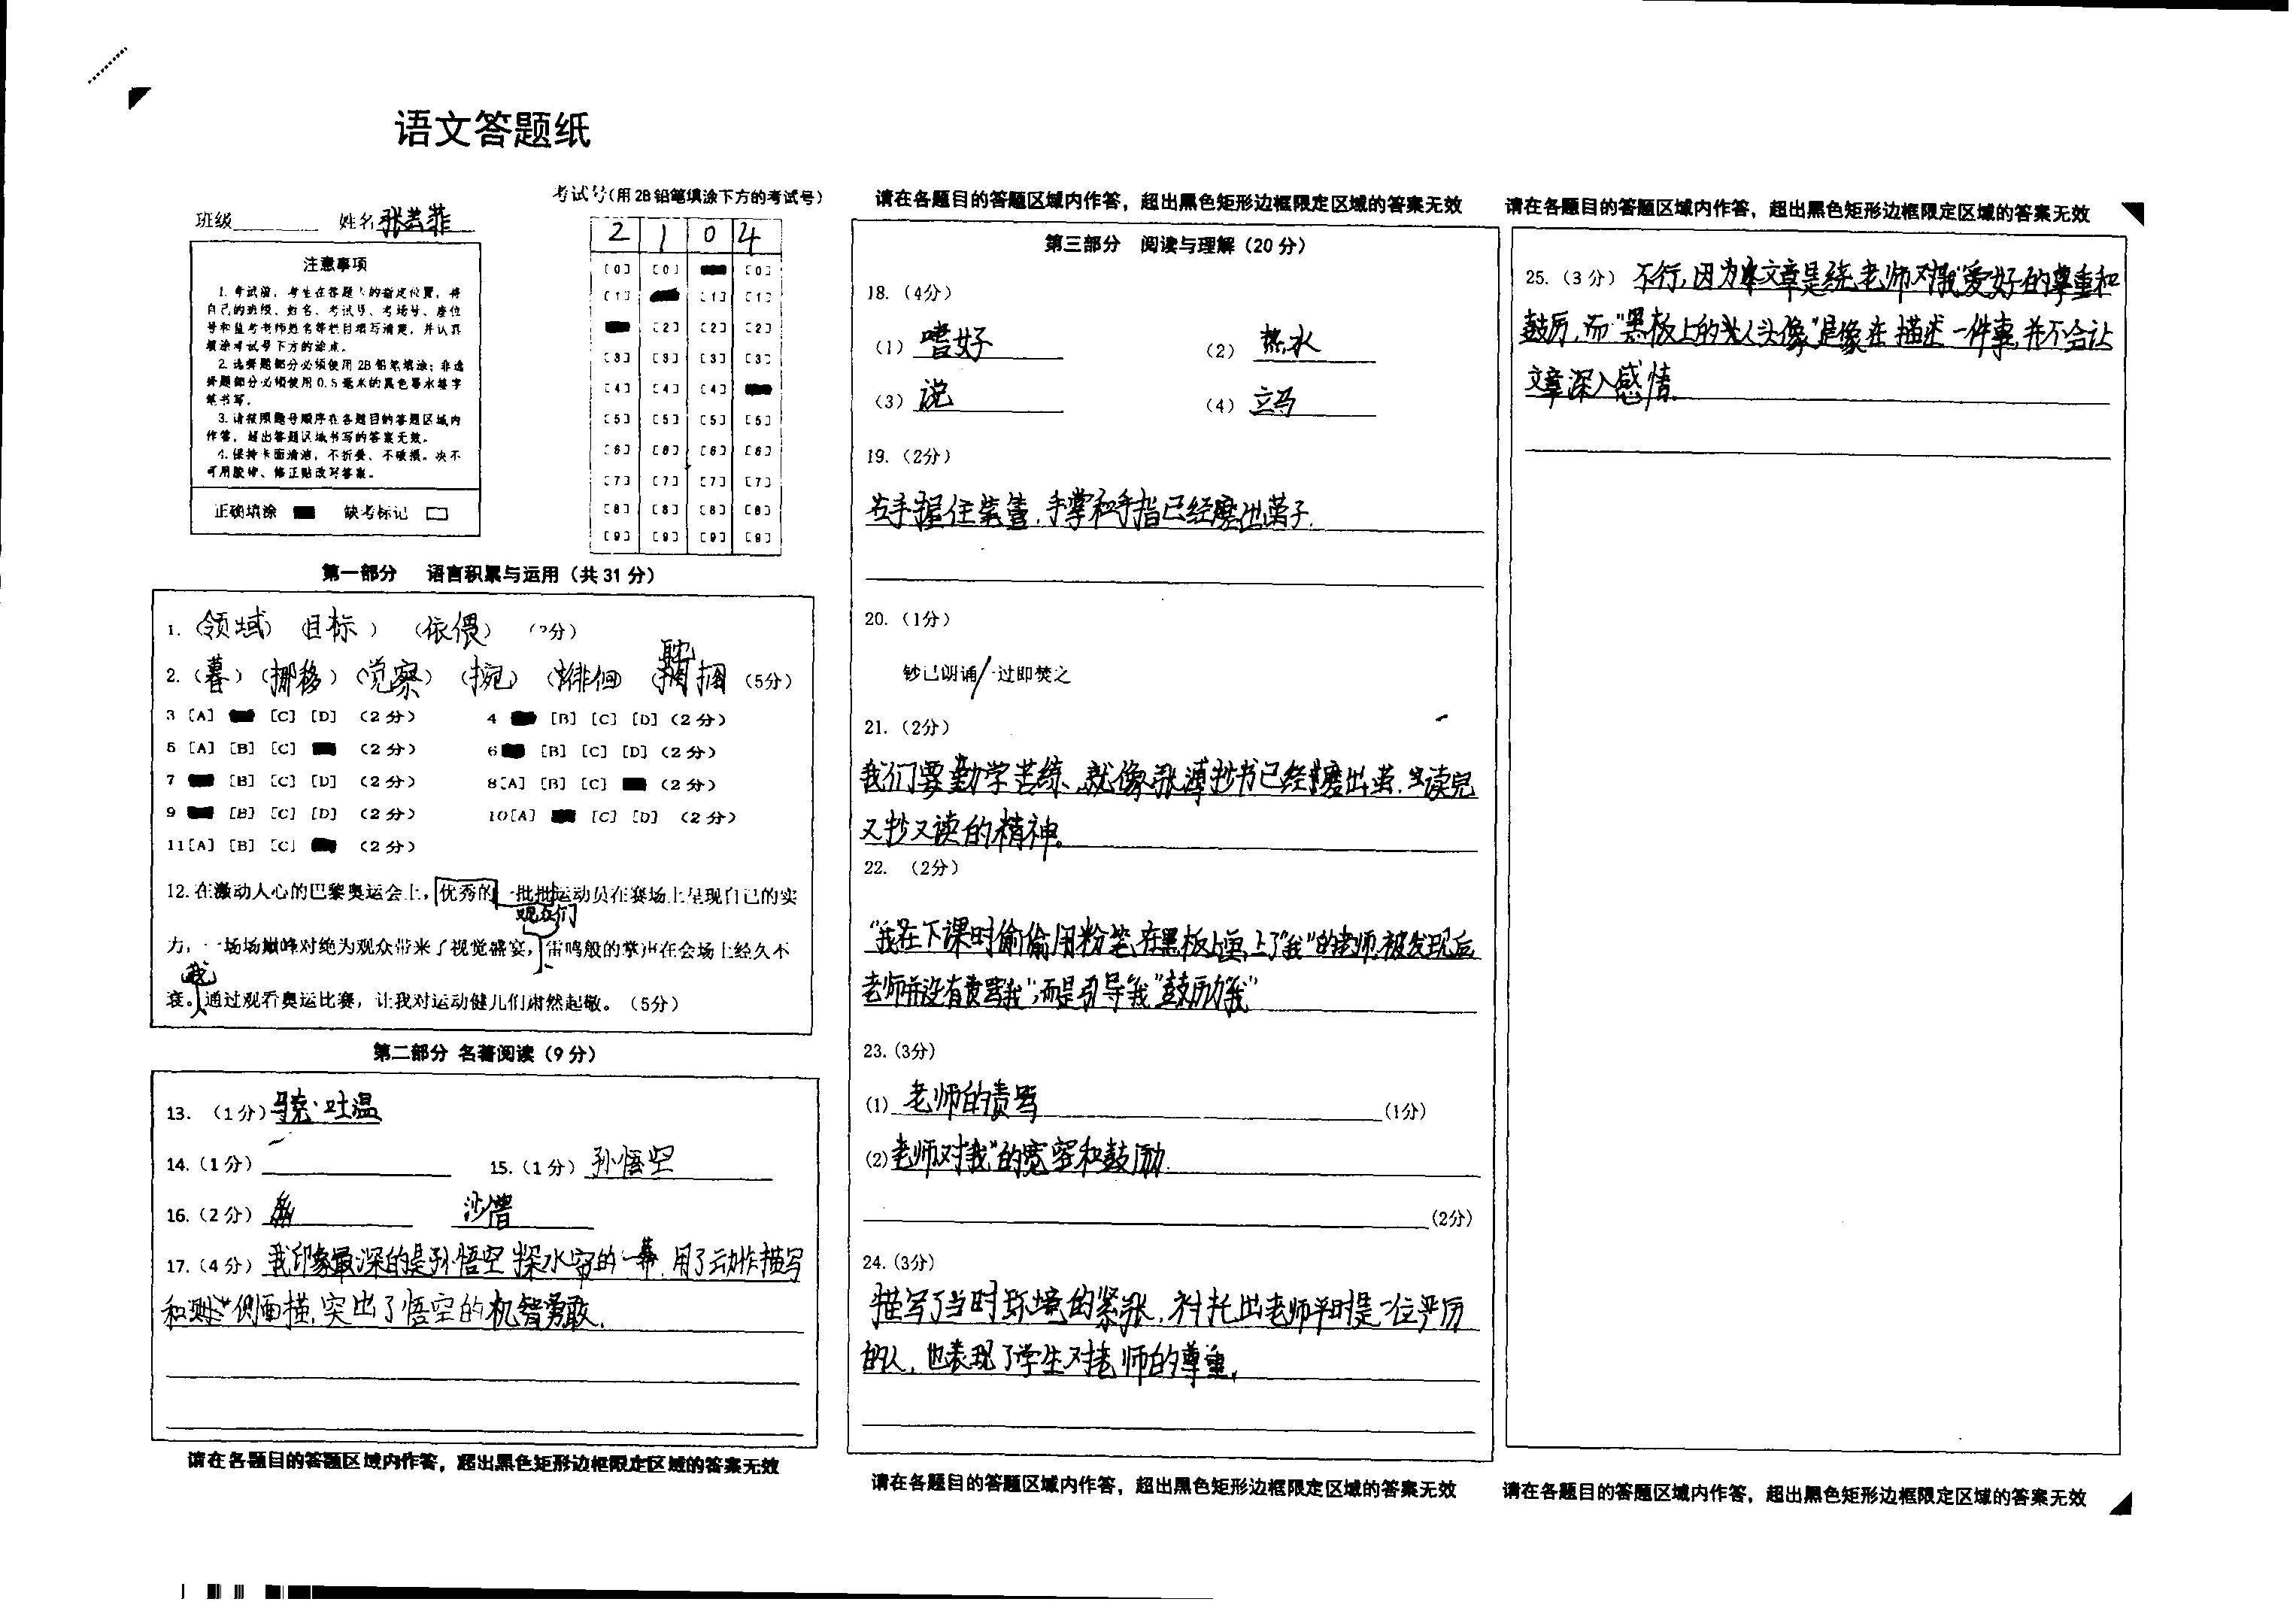 语文答题纸
考试号(用2B铅笔填涂下方的考试号)
班级 姓名 张芸菲
2 1 0 4
注意事项
1. 考试前，考生在答题卡的指定位置，将
自己的班级、姓名、考试号、考场号、座位
号和监考老师姓名等栏目填写清楚，并认真
填涂考试号下方的涂点。
2. 选择题部分必须使用2B铅笔填涂；非选
择题部分必须使用0.5毫米的黑色墨水签字
笔书写。
3. 请按照题号顺序在各题目的答题区域内
作答，超出答题区域书写的答案无效。
4. 保持卡面清洁，不折叠、不破损。决不
可用胶带、修正贴改写答案。
正确填涂 缺考标记
[0] [0] [0]
[1] [1] [1]
[2] [2] [2]
[3] [3] [3] [3]
[4] [4] [4]
[5] [5] [5] [5]
[6] [6] [6] [6]
[7] [7] [7] [7]
[8] [8] [8] [8]
[9] [9] [9] [9]
第一部分 语言积累与运用（共31分）
1.（领域）（目标）（依偎）（3分）
2.（暮）（挪移）（觉察）（捥）（徘徊）（5分）
3 [A] [C] [D] （2分） 4 [B] [C] [D]（2分）
5 [A] [B] [C] （2分） 6 [B] [C] [D]（2分）
7 [B] [C] [D] （2分） 8[A] [B] [C] （2分）
9 [B] [C] [D] （2分） 10[A] [C] [D] （2分）
11[A] [B] [C] （2分）
12. 在激动人心的巴黎奥运会上，优秀的一批批运动员在赛场上呈现自己的实
观众们
力，一场场巅峰对绝为观众带来了视觉盛宴，雷鸣般的掌声在会场上经久不
我
衰。通过观看奥运比赛，让我对运动健儿们肃然起敬。（5分）
第二部分 名著阅读（9分）
13. （1分）马克·吐温
14.（1分） 15.（1分）孙悟空
16.（2分） 沙僧
17.（4分）我印象最深的是孙悟空探水帘的一幕，用了动作描写
和侧面描，突出了悟空的机智勇敢。
请在各题目的答题区域内作答，超出黑色矩形边框限定区域的答案无效
请在各题目的答题区域内作答，超出黑色矩形边框限定区域的答案无效
第三部分 阅读与理解（20分）
18.（4分）
（1）嗜好 （2）热水
（3）说 （4）立马
19.（2分）
右手握住笔管，手掌和手指已经磨出茧子。
20.（1分）
钞已朗诵/一过即焚之
21.（2分）
我们要勤学苦练、就像张溥抄书已经磨出茧，读完
又抄又读的精神。
22. （2分）
“我在下课时偷偷用粉笔在黑板上画上了“我”的老师，被发现后
老师并没有责骂“我”，而是引导“我”“鼓厉我”
23.（3分）
(1) 老师的责骂 (1分)
(2) 老师对“我”的宽容和鼓励
(2分)
24.（3分）
描写了当时环境的紧张，衬托出老师平时是一位严厉
的人，也表现了学生对老师的尊重。
请在各题目的答题区域内作答，超出黑色矩形边框限定区域的答案无效
请在各题目的答题区域内作答，超出黑色矩形边框限定区域的答案无效
25.（3分）不行，因为本文章是绕老师对“我”爱好的尊重和
鼓厉，而“黑板上的头像”是像在描述一件事，并不会让
文章深入感情。
请在各题目的答题区域内作答，超出黑色矩形边框限定区域的答案无效